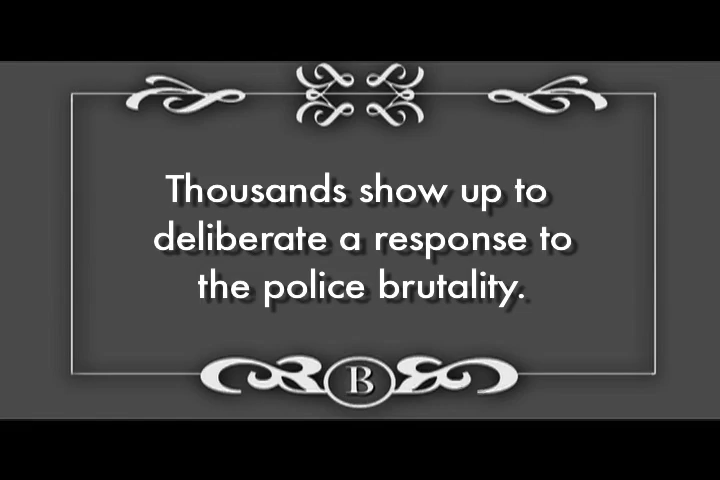 Thousands show up to
deliberate a response to
the police brutality.
B